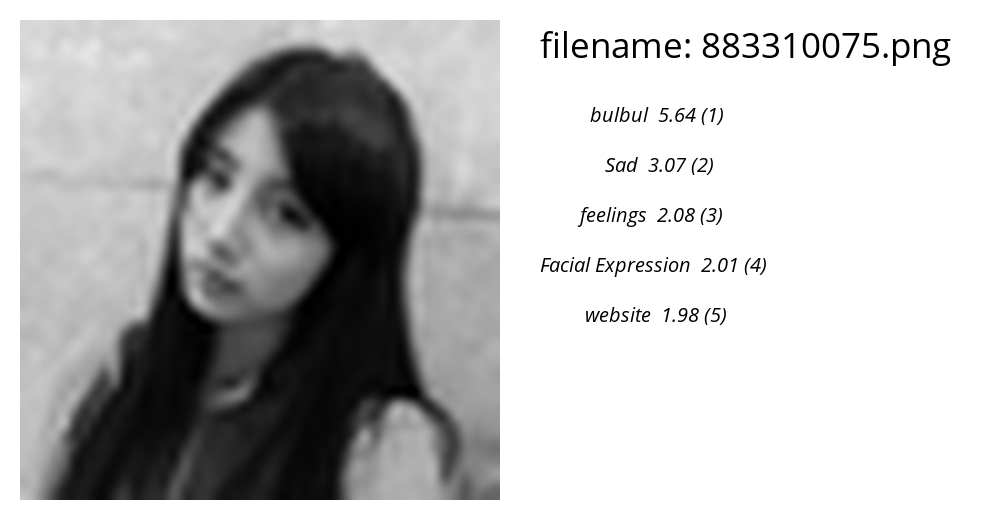 filename: 883310075.png
bulbul 5.64 (1)
Sad 3.07 (2)
feelings 2.08 (3)
Facial Expression 2.01 (4)
website 1.98 (5)